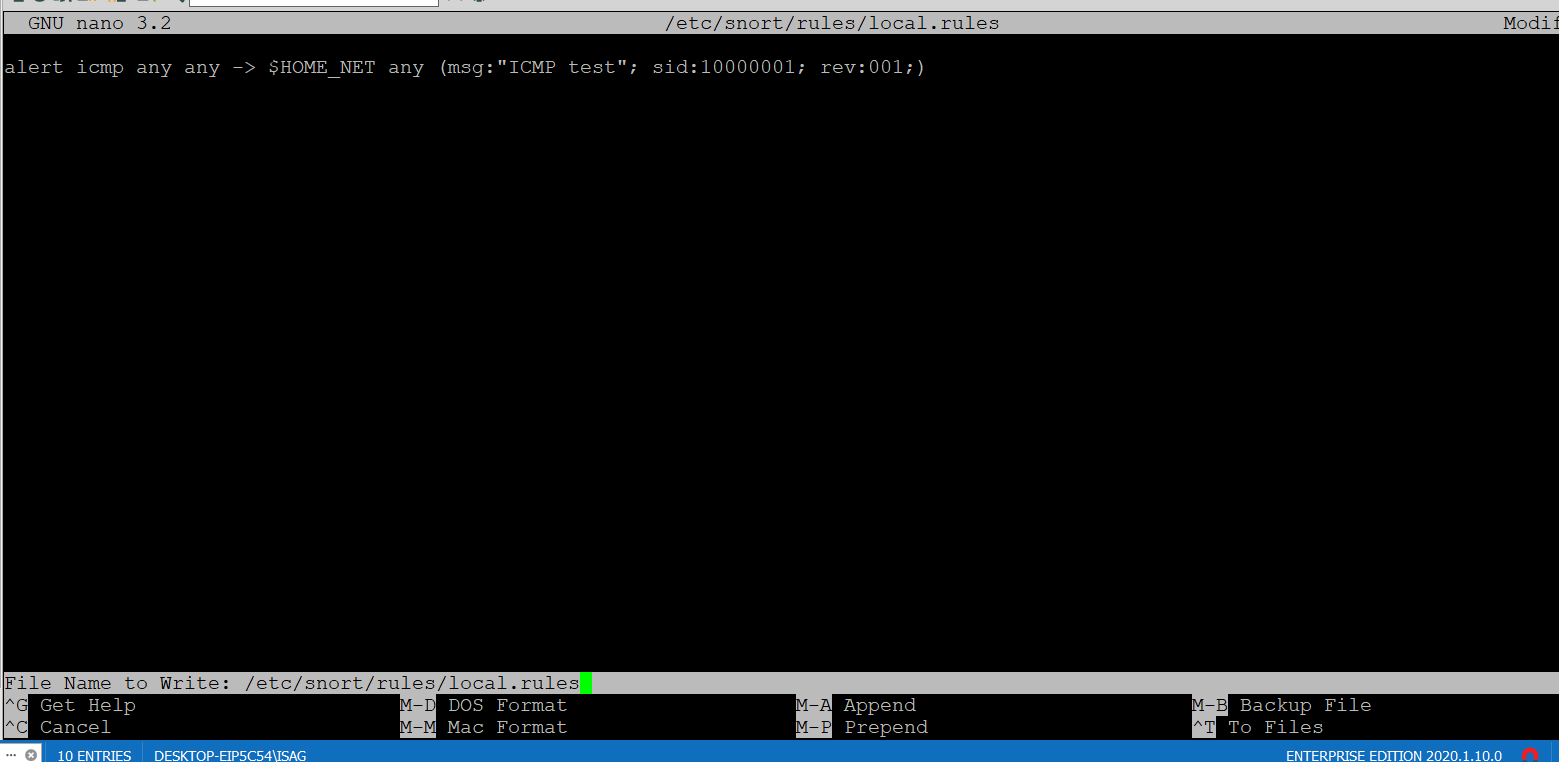 GNU nano 3.2 /etc/snort/rules/local.rules Modif
alert icmp any any -> $HOME_NET any (msg:"ICMP test"; sid:10000001; rev:001;)
File Name to Write: /etc/snort/rules/local.rules
^G Get Help M-D DOS Format M-A Append M-B Backup File
^C Cancel M-M Mac Format M-P Prepend ^T To Files
10 ENTRIES DESKTOP-EIP5C54\ISAG ENTERPRISE EDITION 2020.1.10.0